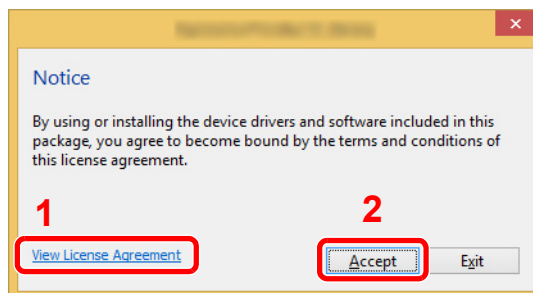 Notice
By using or installing the device drivers and software included in this
package, you agree to become bound by the terms and conditions of
this license agreement.
1
2
View License Agreement
Accept
Exit